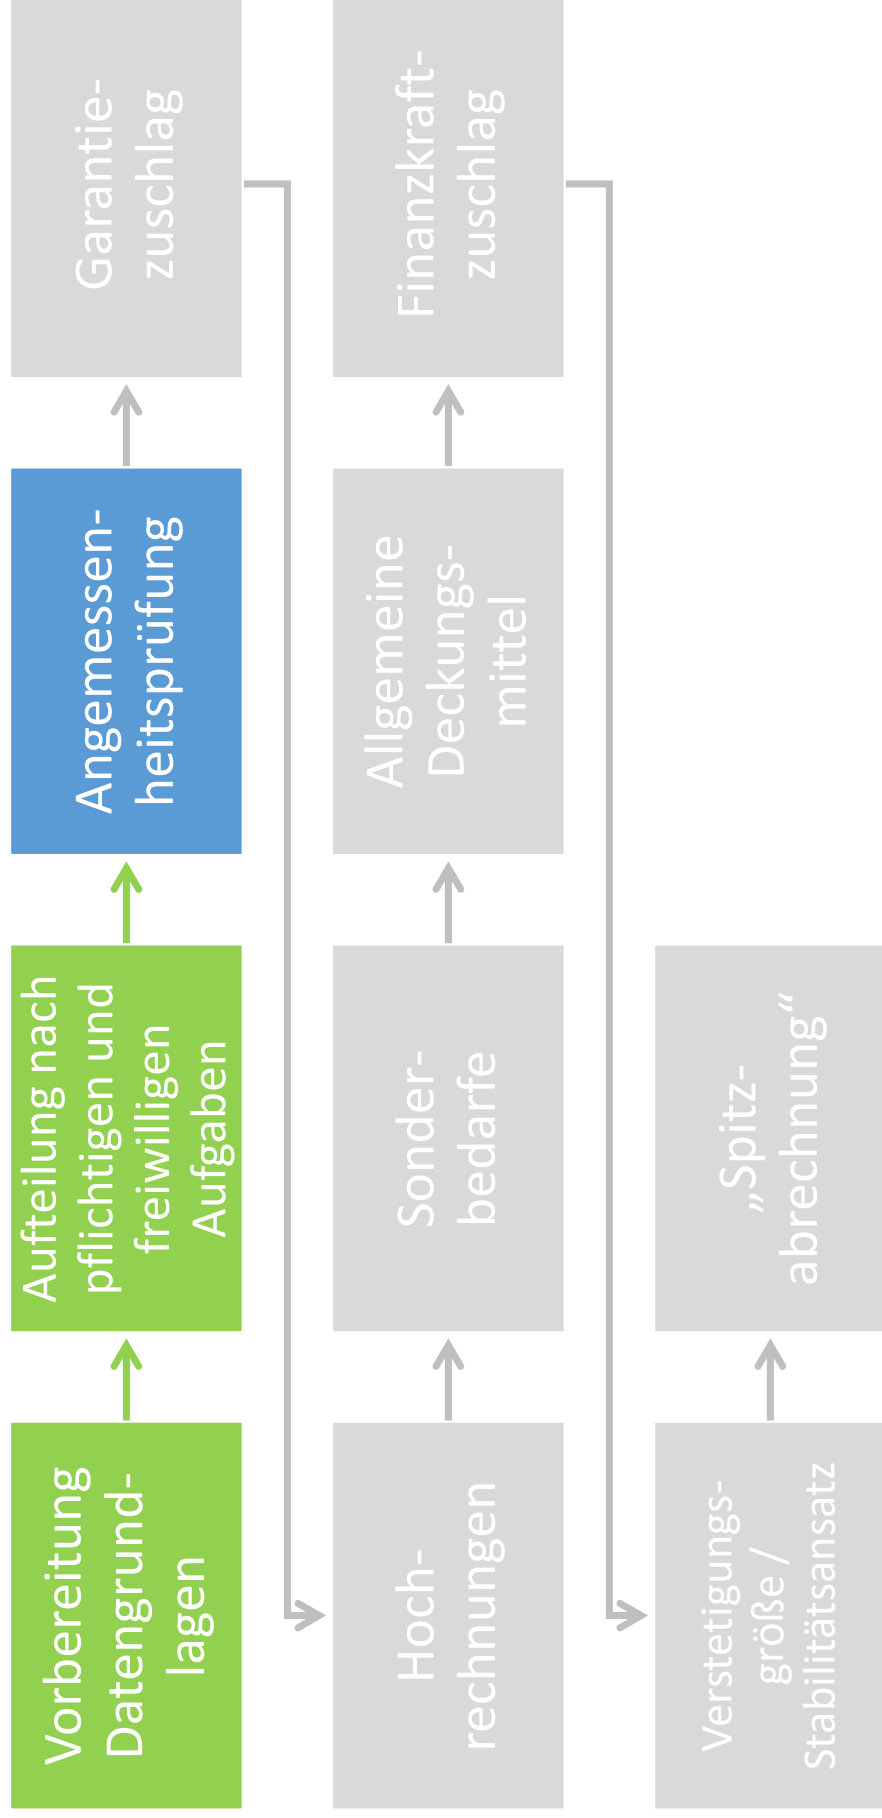 Vorbereitung
Datengrund-
lagen
Aufteilung nach
pflichtigen und
freiwilligen
Aufgaben
Angemessen-
heitsprüfung
Garantie-
zuschlag
Hoch-
rechnungen
Sonder-
bedarfe
Allgemeine
Deckungs-
mittel
Finanzkraft-
zuschlag
Verstetigungs-
größe /
Stabilitätsansatz
„Spitz-
abrechnung“